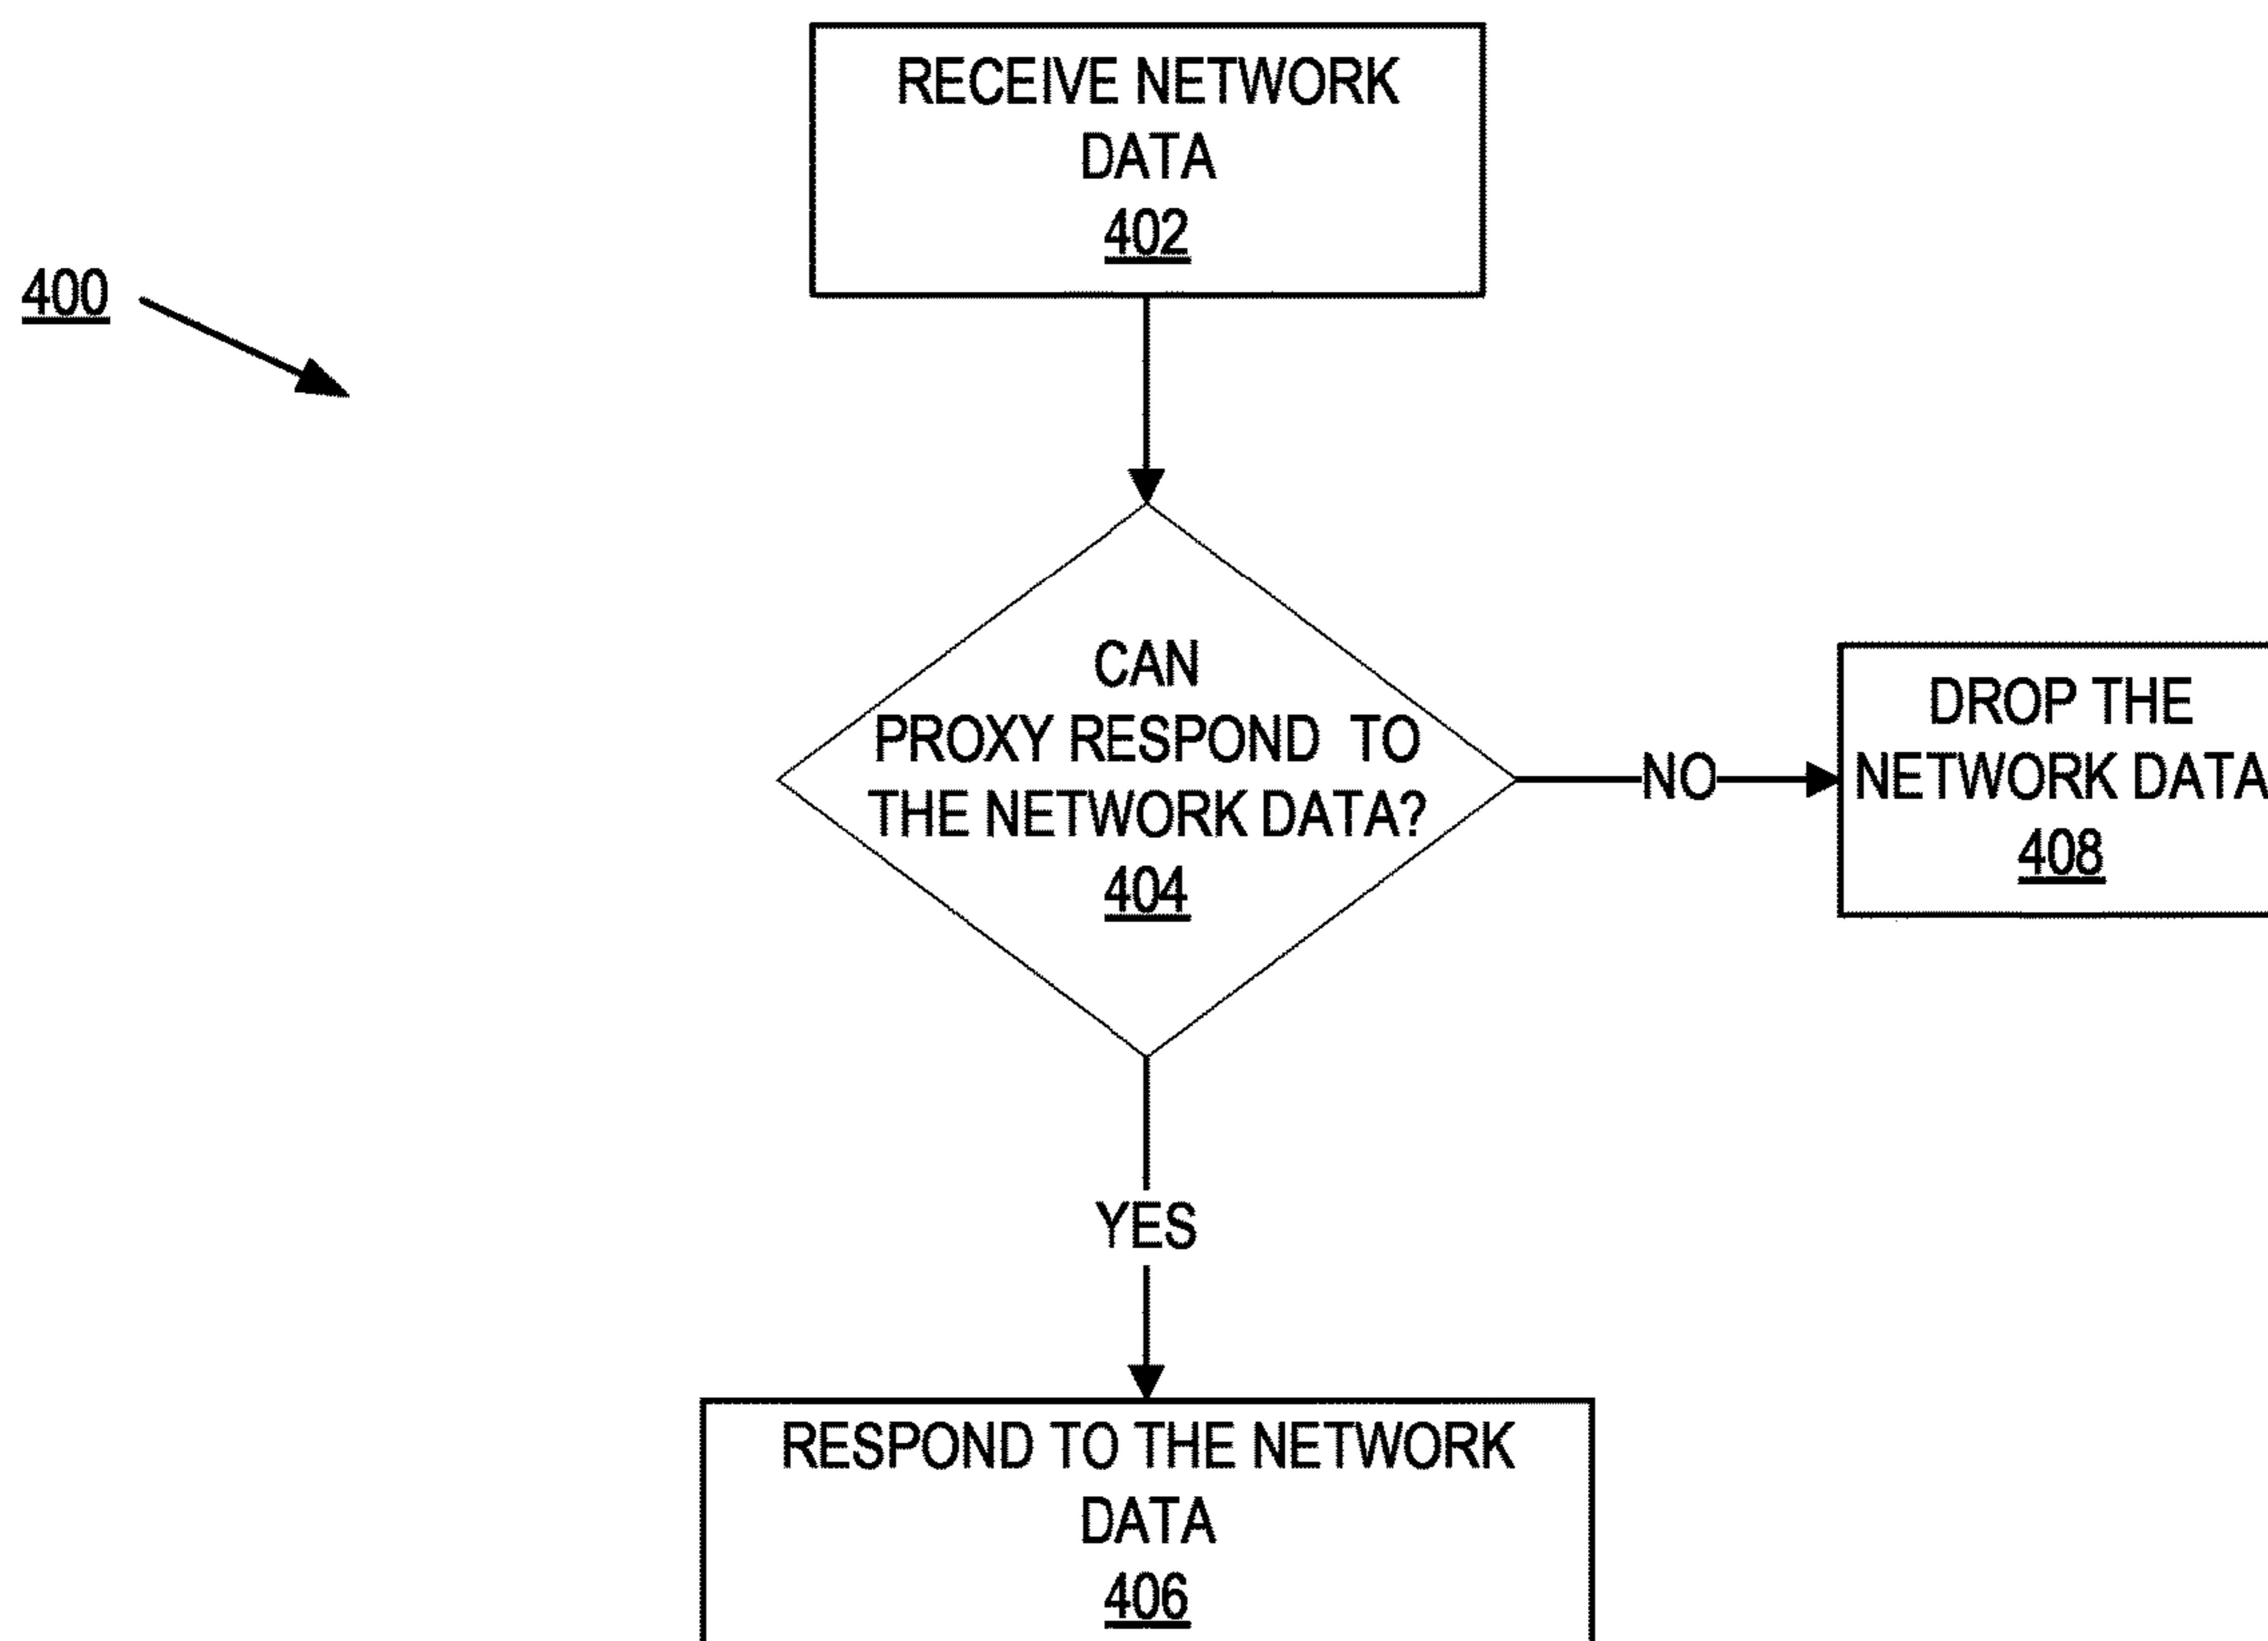 RECEIVE NETWORK
DATA
402
400
CAN
PROXY RESPOND TO
THE NETWORK DATA?
404
NO
DROP THE
NETWORK DATA
408
YES
RESPOND TO THE NETWORK
DATA
406